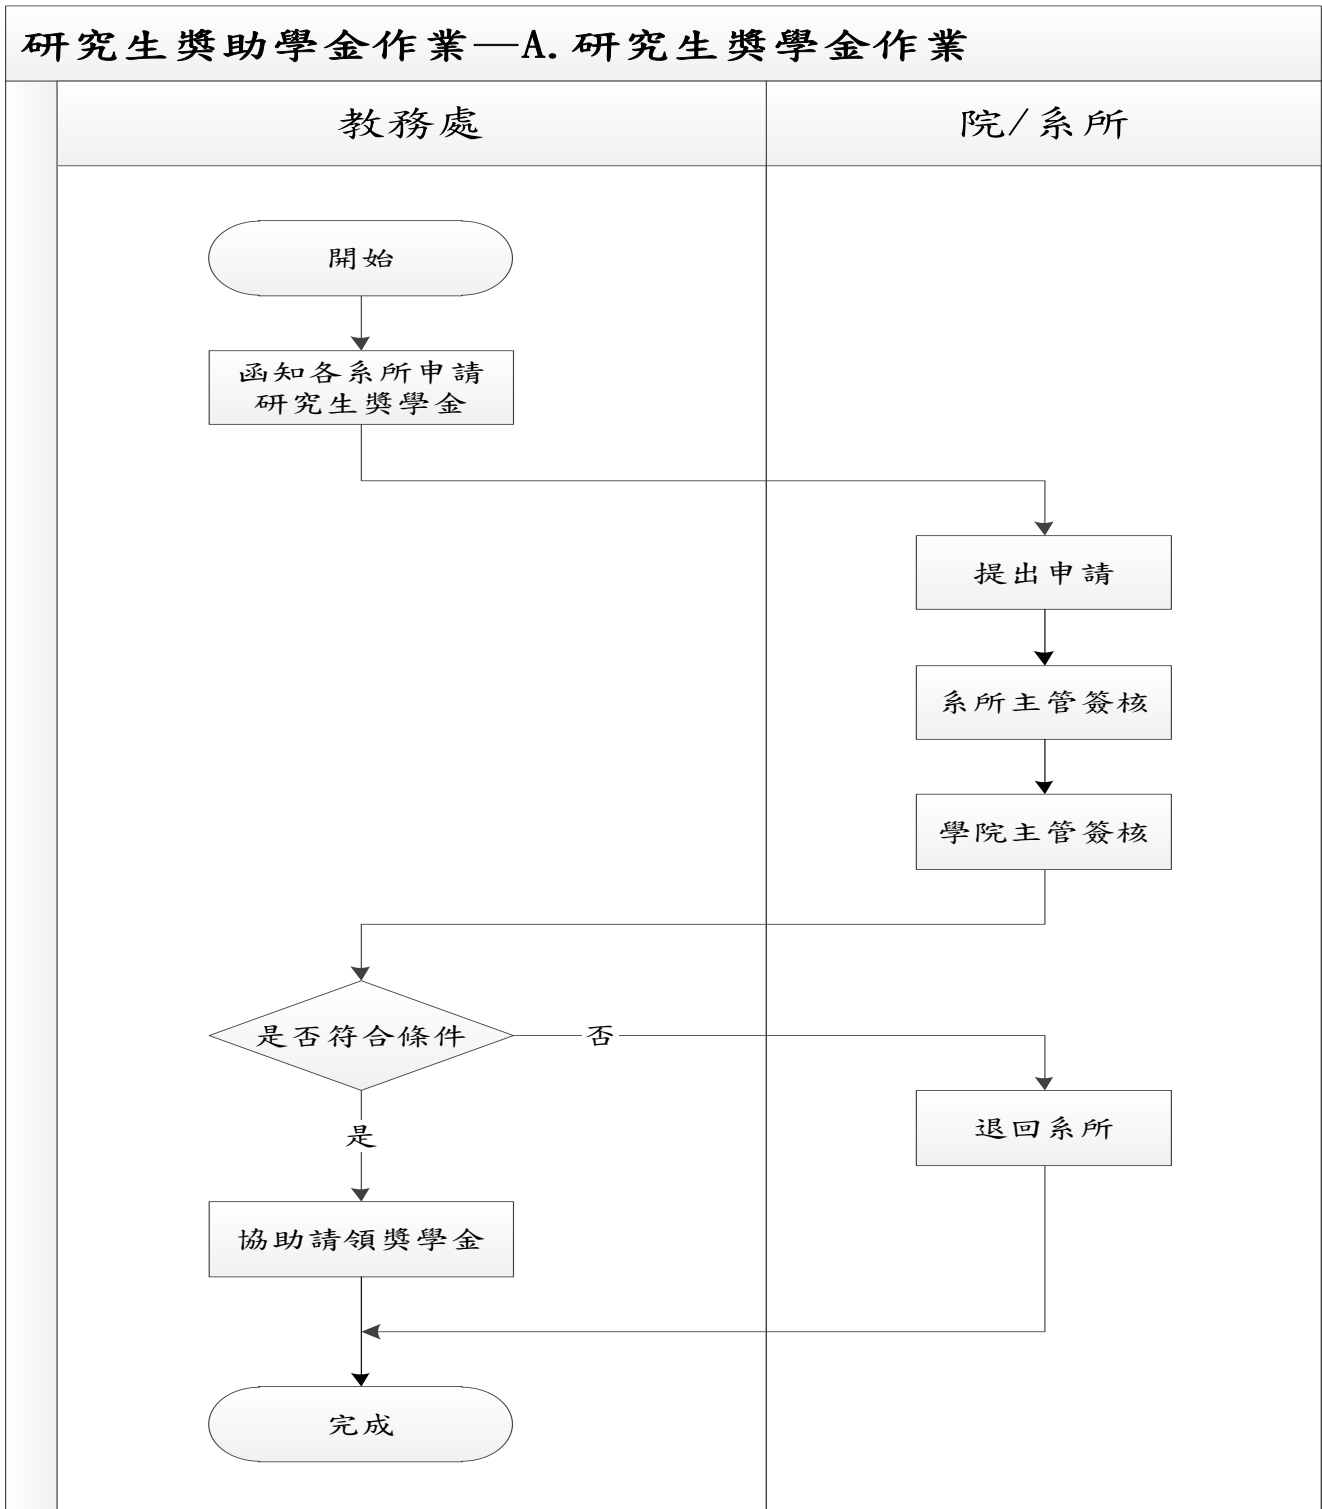 研究生獎助學金作業—A.研究生獎學金作業
教務處
院/系所
開始
函知各系所申請
研究生獎學金
提出申請
系所主管簽核
學院主管簽核
是否符合條件
否
是
退回系所
協助請領獎學金
完成